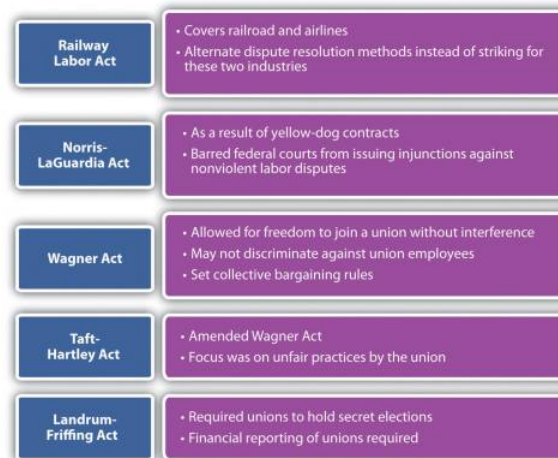 Railway
Labor Act
• Covers railroad and airlines
• Alternate dispute resolution methods instead of striking for
these two industries
Norris-
LaGuardia Act
• As a result of yellow-dog contracts
• Barred federal courts from issuing injunctions against
nonviolent labor disputes
Wagner Act
• Allowed for freedom to join a union without interference
• May not discriminate against union employees
• Set collective bargaining rules
Taft-
Hartley Act
• Amended Wagner Act
• Focus was on unfair practices by the union
Landrum-
Friffing Act
• Required unions to hold secret elections
• Financial reporting of unions required